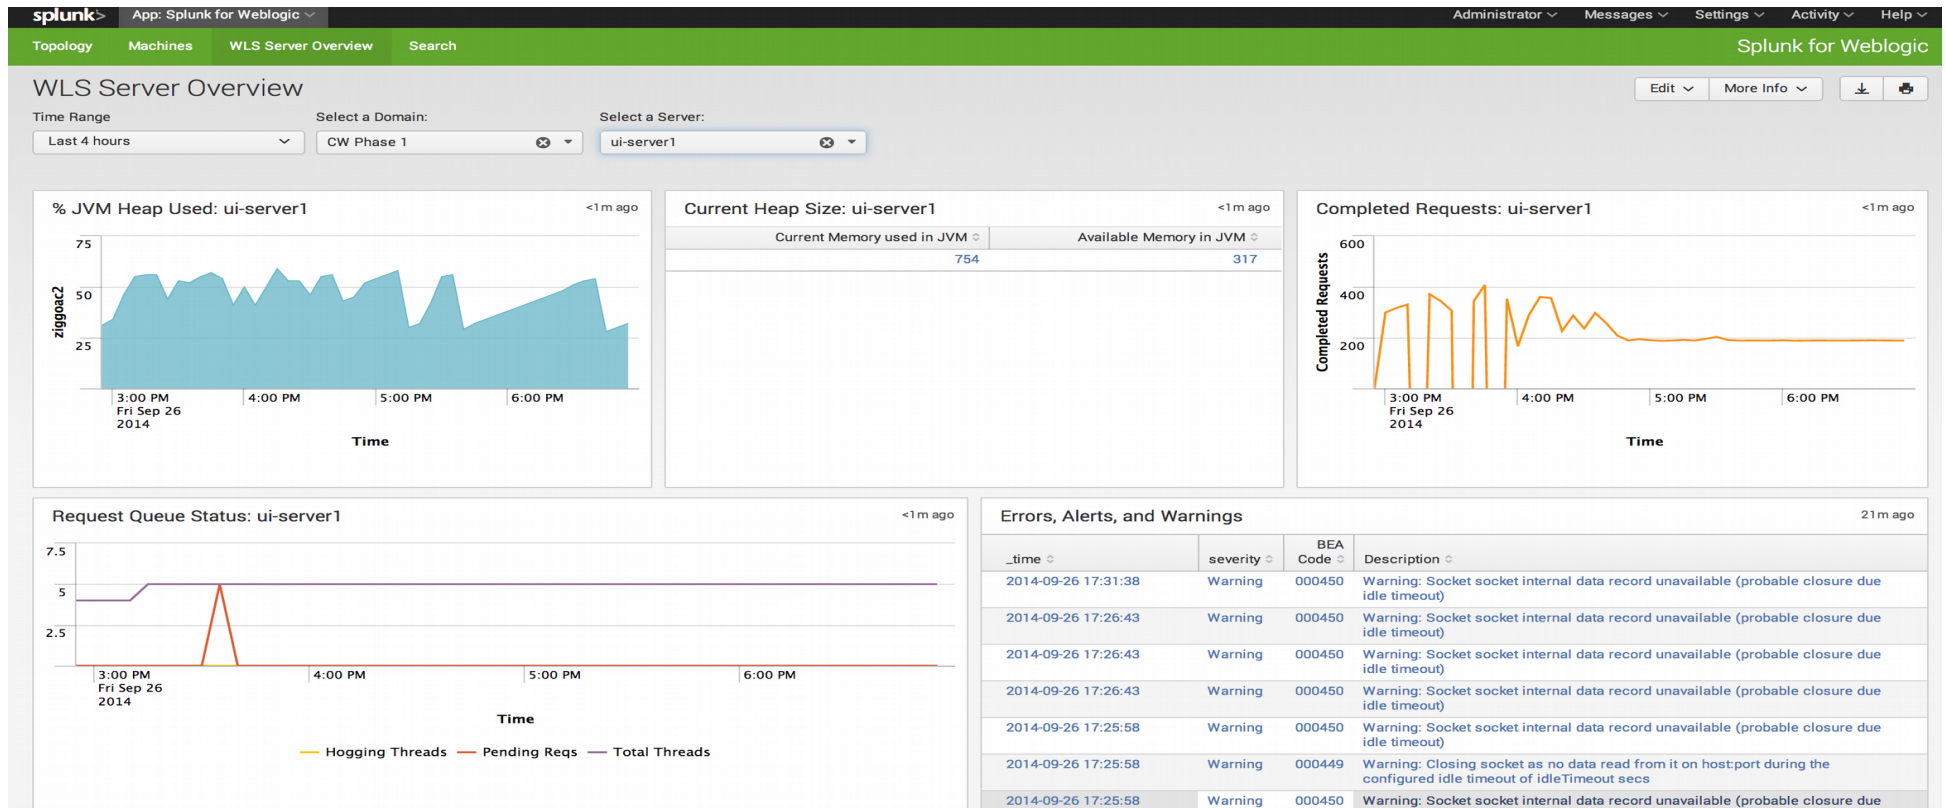 splunk> App: Splunk for Weblogic Administrator Messages Settings Activity Help
Topology Machines WLS Server Overview Search Splunk for Weblogic
WLS Server Overview
Edit More Info
Time Range Select a Domain: Select a Server:
Last 4 hours CW Phase 1 ui-server1
% JVM Heap Used: ui-server1 <1m ago
75
50
25
ziggoac2
3:00 PM 4:00 PM 5:00 PM 6:00 PM
Fri Sep 26
2014
Time
Current Heap Size: ui-server1 <1m ago
Current Memory used in JVM Available Memory in JVM
754 317
Completed Requests: ui-server1 <1m ago
600
400
200
Completed Requests
3:00 PM 4:00 PM 5:00 PM 6:00 PM
Fri Sep 26
2014
Time
Request Queue Status: ui-server1 <1m ago
7.5
5
2.5
3:00 PM 4:00 PM 5:00 PM 6:00 PM
Fri Sep 26
2014
Time
Hogging Threads Pending Reqs Total Threads
Errors, Alerts, and Warnings 21m ago
_time severity BEA Code Description
2014-09-26 17:31:38 Warning 000450 Warning: Socket socket internal data record unavailable (probable closure due
idle timeout)
2014-09-26 17:26:43 Warning 000450 Warning: Socket socket internal data record unavailable (probable closure due
idle timeout)
2014-09-26 17:26:43 Warning 000450 Warning: Socket socket internal data record unavailable (probable closure due
idle timeout)
2014-09-26 17:26:43 Warning 000450 Warning: Socket socket internal data record unavailable (probable closure due
idle timeout)
2014-09-26 17:25:58 Warning 000450 Warning: Socket socket internal data record unavailable (probable closure due
idle timeout)
2014-09-26 17:25:58 Warning 000449 Warning: Closing socket as no data read from it on host:port during the
configured idle timeout of idleTimeout secs
2014-09-26 17:25:58 Warning 000450 Warning: Socket socket internal data record unavailable (probable closure due